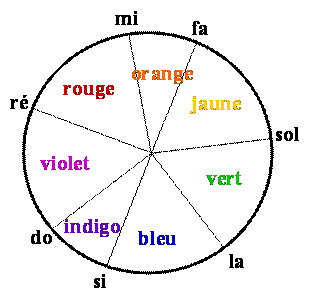 mi
fa
orange
rouge
ré
jaune
sol
violet
vert
indigo
do
bleu
la
si